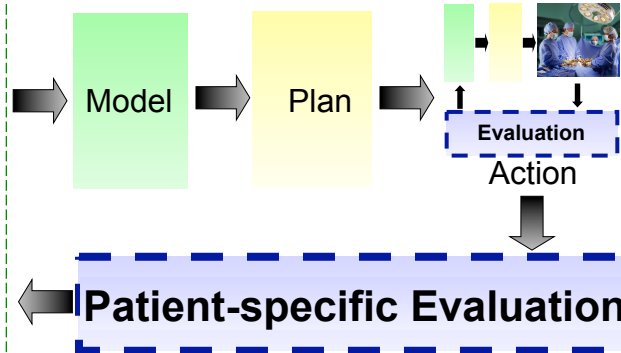 Model
Plan
Evaluation
Action
Patient-specific Evaluation